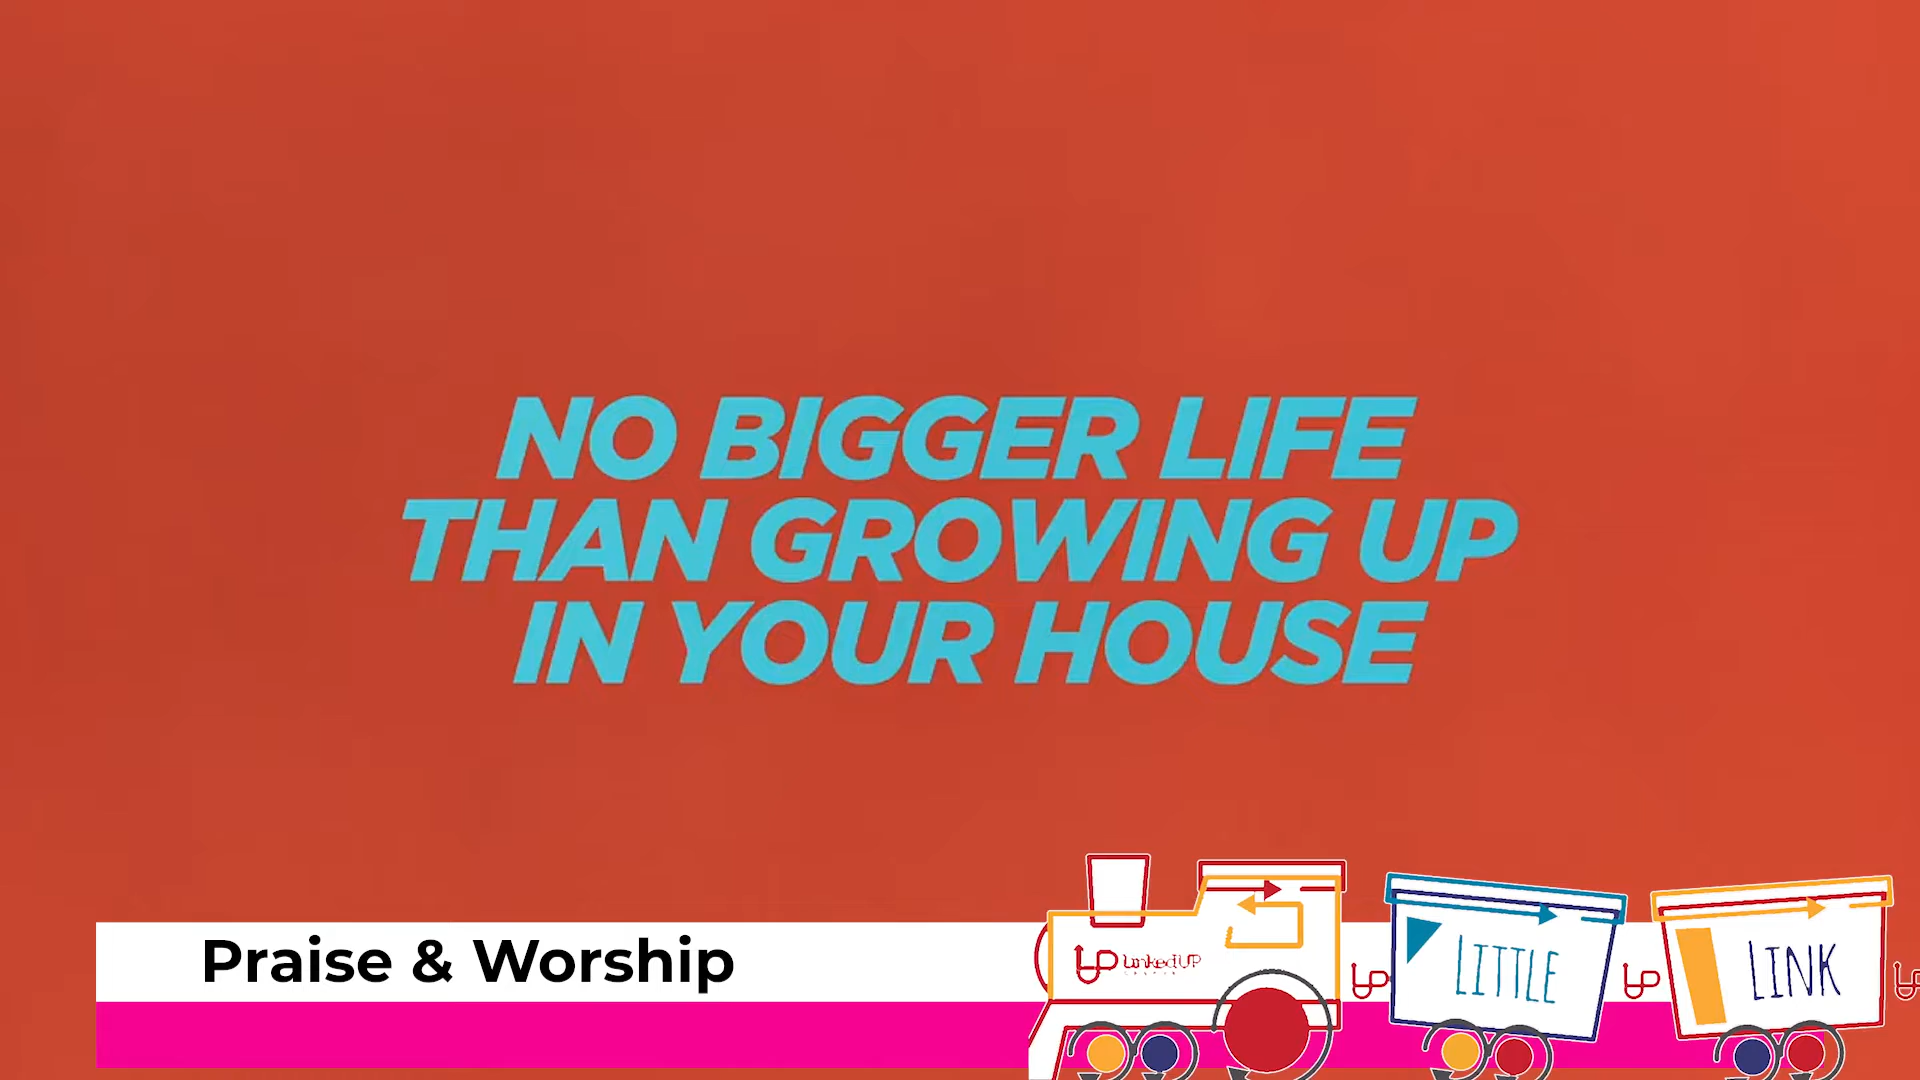 NO BIGGER LIFE
THAN GROWING UP
IN YOUR HOUSE
Praise & Worship
LinkedUP
LITTLE
LINK